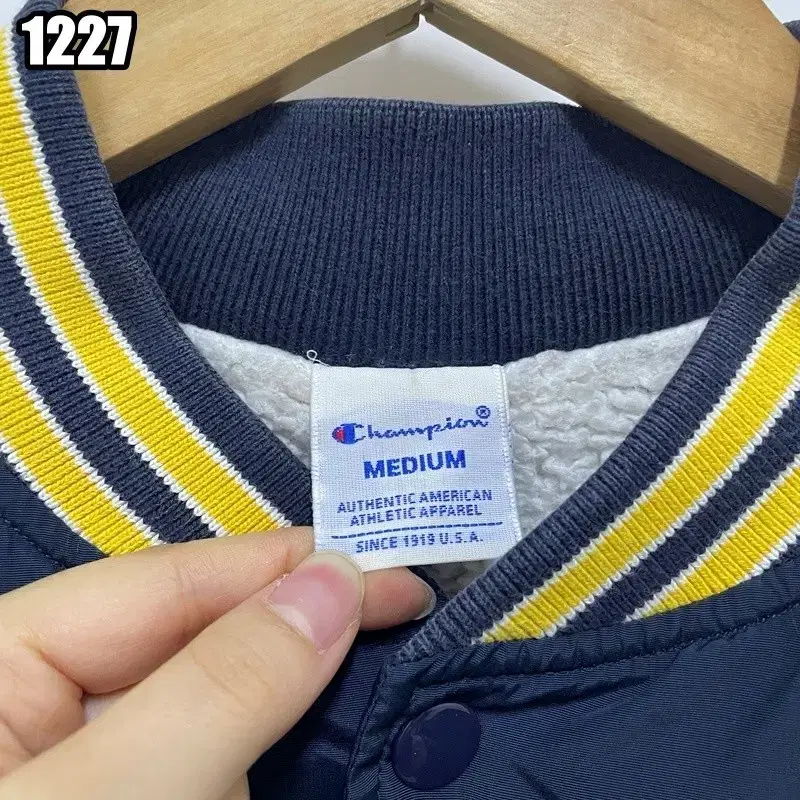 1227
Champion®
MEDIUM
AUTHENTIC AMERICAN
ATHLETIC APPAREL
SINCE 1919 U.S.A.